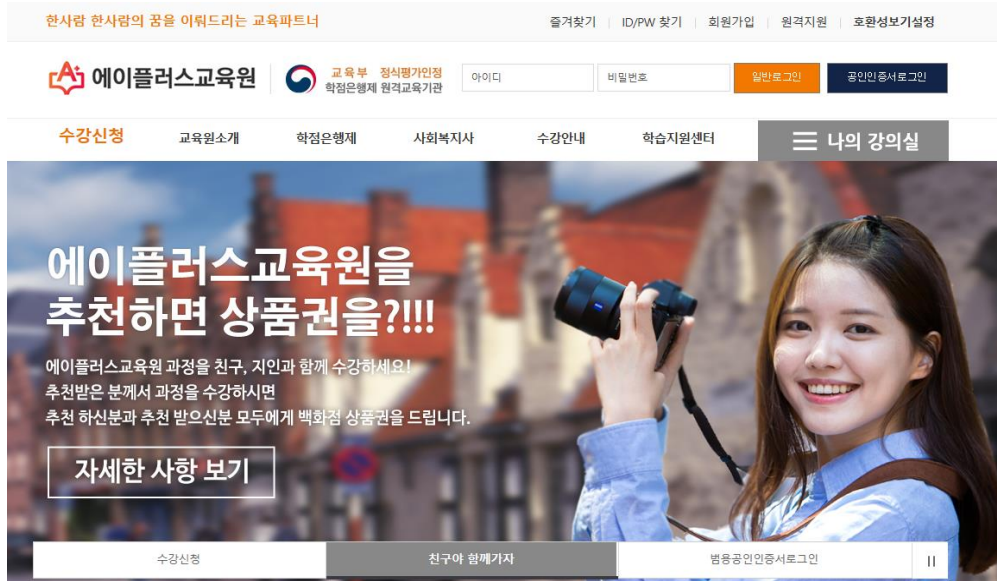 한사람 한사람의 꿈을 이뤄드리는 교육파트너
즐겨찾기 | ID/PW 찾기 | 회원가입 | 원격지원 | 호환성보기설정
A+ 에이플러스교육원
교육부 정식평가인정
학점은행제 원격교육기관
아이디
비밀번호
일반로그인
공인인증서로그인
수강신청 교육원소개 학점은행제 사회복지사 수강안내 학습지원센터 나의 강의실
에이플러스교육원을
추천하면 상품권을?!!!
에이플러스교육원 과정을 친구, 지인과 함께 수강하세요!
추천받은 분께서 과정을 수강하시면
추천 하신분과 추천 받으신분 모두에게 백화점 상품권을 드립니다.
자세한 사항 보기
수강신청 친구야 함께가자 범용공인인증서로그인